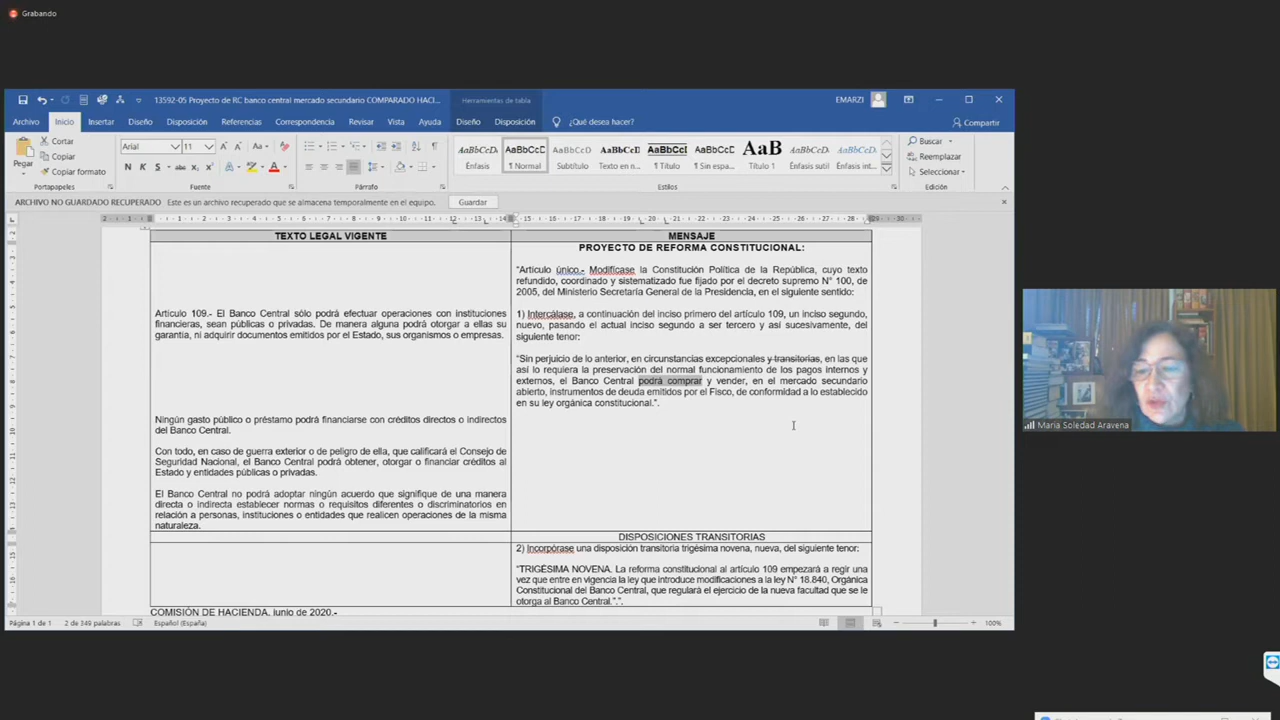 Grabando
13592-05 Proyecto de RC banco central mercado secundario COMPARADO HACI...
Herramientas de tabla
EMARZI
Archivo Inicio Insertar Diseño Disposición Referencias Correspondencia Revisar Vista Ayuda Diseño Disposición ¿Qué desea hacer? Compartir
Pegar
Cortar
Copiar
Copiar formato
Portapapeles
Arial 11
N K S abc x₂ x²
Fuente
Párrafo
AaBbCcD AaBbCcI AaBbCcD AaBbCcD AaBbCcI AaBbCcI AaB AaBbCcD AaBbCcD
Énfasis ¶ Normal Subtítulo Texto en n... ¶ Título ¶ Sin espa... Título 1 Énfasis sutil Énfasis int...
Estilos
Buscar
Reemplazar
Seleccionar
Edición
ARCHIVO NO GUARDADO RECUPERADO Este es un archivo recuperado que se almacena temporalmente en el equipo. Guardar
TEXTO LEGAL VIGENTE
Artículo 109.- El Banco Central sólo podrá efectuar operaciones con instituciones
financieras, sean públicas o privadas. De manera alguna podrá otorgar a ellas su
garantía, ni adquirir documentos emitidos por el Estado, sus organismos o empresas.
Ningún gasto público o préstamo podrá financiarse con créditos directos o indirectos
del Banco Central.
Con todo, en caso de guerra exterior o de peligro de ella, que calificará el Consejo de
Seguridad Nacional, el Banco Central podrá obtener, otorgar o financiar créditos al
Estado y entidades públicas o privadas.
El Banco Central no podrá adoptar ningún acuerdo que signifique de una manera
directa o indirecta establecer normas o requisitos diferentes o discriminatorios en
relación a personas, instituciones o entidades que realicen operaciones de la misma
naturaleza.
MENSAJE
PROYECTO DE REFORMA CONSTITUCIONAL:
“Artículo único.- Modifícase la Constitución Política de la República, cuyo texto
refundido, coordinado y sistematizado fue fijado por el decreto supremo N° 100, de
2005, del Ministerio Secretaría General de la Presidencia, en el siguiente sentido:
1) Intercálase, a continuación del inciso primero del artículo 109, un inciso segundo,
nuevo, pasando el actual inciso segundo a ser tercero y así sucesivamente, del
siguiente tenor:
“Sin perjuicio de lo anterior, en circunstancias excepcionales y transitorias, en las que
así lo requiera la preservación del normal funcionamiento de los pagos internos y
externos, el Banco Central podrá comprar y vender, en el mercado secundario
abierto, instrumentos de deuda emitidos por el Fisco, de conformidad a lo establecido
en su ley orgánica constitucional.”.
DISPOSICIONES TRANSITORIAS
2) Incorpórase una disposición transitoria trigésima novena, nueva, del siguiente tenor:
“TRIGÉSIMA NOVENA. La reforma constitucional al artículo 109 empezará a regir una
vez que entre en vigencia la ley que introduce modificaciones a la ley N° 18.840, Orgánica
Constitucional del Banco Central, que regulará el ejercicio de la nueva facultad que se le
otorga al Banco Central.”.”.
COMISIÓN DE HACIENDA. junio de 2020.-
Página 1 de 1 2 de 349 palabras Español (España) 100%
Maria Soledad Aravena